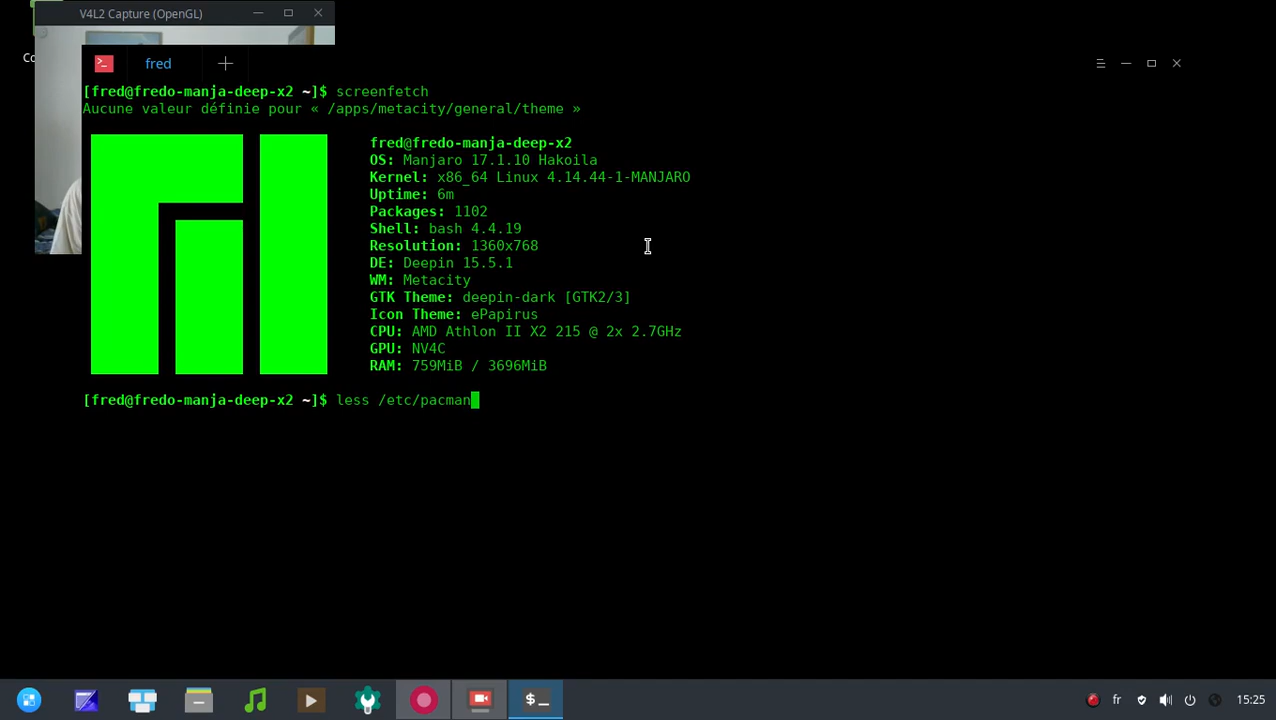 V4L2 Capture (OpenGL)
fred
[fred@fredo-manja-deep-x2 ~]$ screenfetch
Aucune valeur définie pour « /apps/metacity/general/theme »
fred@fredo-manja-deep-x2
OS: Manjaro 17.1.10 Hakoila
Kernel: x86_64 Linux 4.14.44-1-MANJARO
Uptime: 6m
Packages: 1102
Shell: bash 4.4.19
Resolution: 1360x768
DE: Deepin 15.5.1
WM: Metacity
GTK Theme: deepin-dark [GTK2/3]
Icon Theme: ePapirus
CPU: AMD Athlon II X2 215 @ 2x 2.7GHz
GPU: NV4C
RAM: 759MiB / 3696MiB
[fred@fredo-manja-deep-x2 ~]$ less /etc/pacman
fr
15:25